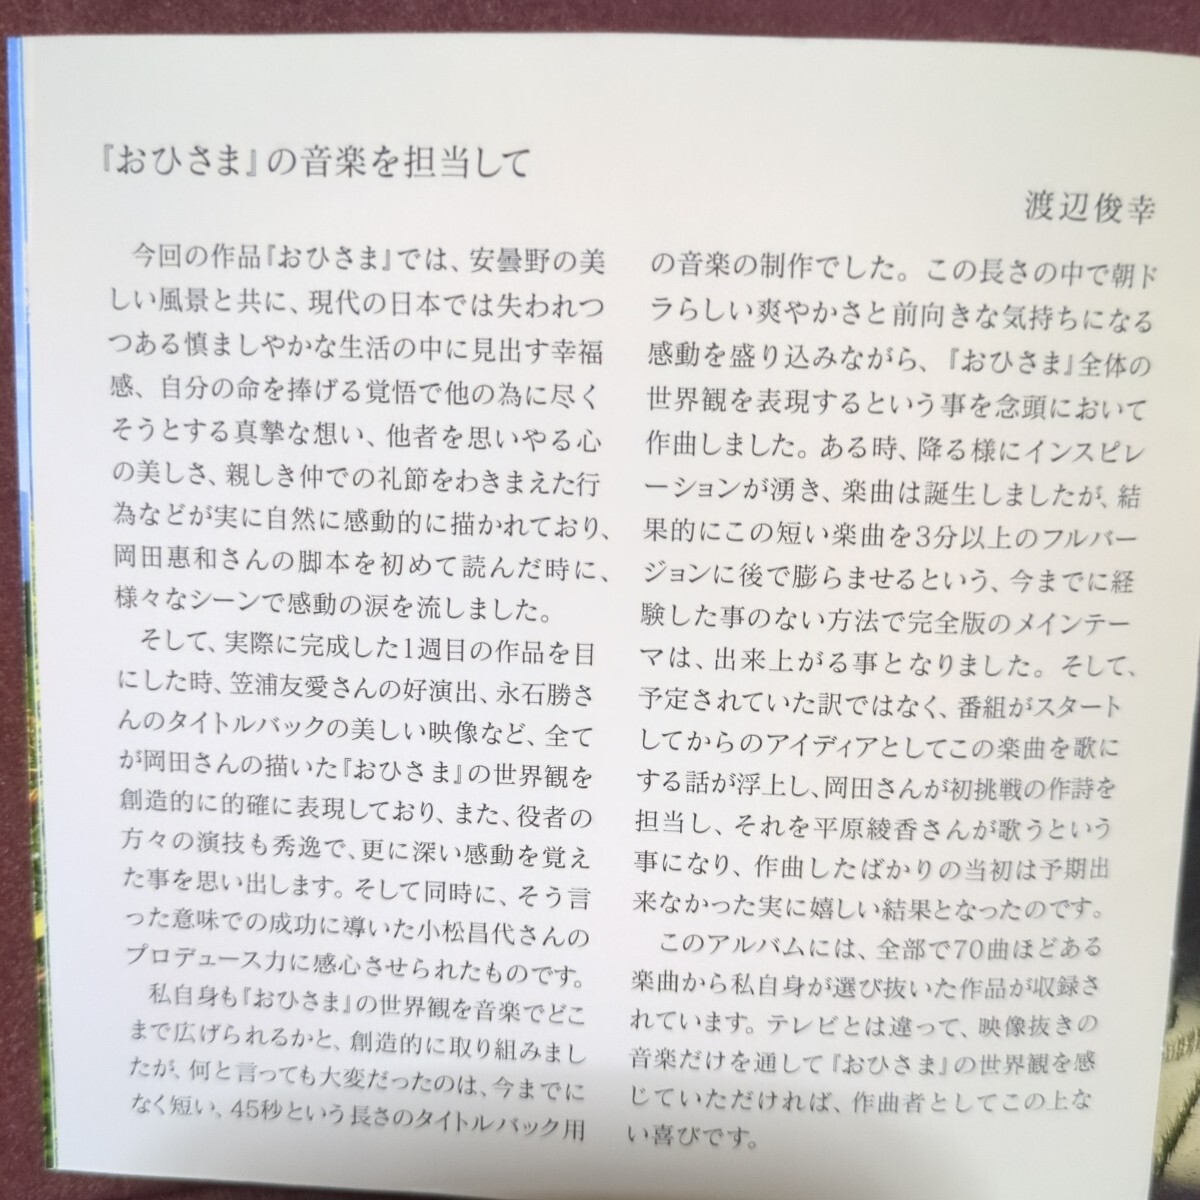 『おひさま』の音楽を担当して
渡辺俊幸
今回の作品『おひさま』では、安曇野の美
しい風景と共に、現代の日本では失われつ
つある慎ましやかな生活の中に見出す幸福
感、自分の命を捧げる覚悟で他の為に尽く
そうとする真摯な想い、他者を思いやる心
の美しさ、親しき仲での礼節をわきまえた行
為などが実に自然に感動的に描かれており、
岡田惠和さんの脚本を初めて読んだ時に、
様々なシーンで感動の涙を流しました。
そして、実際に完成した1週目の作品を目
にした時、笠浦友愛さんの好演出、永石勝さ
んのタイトルバックの美しい映像など、全て
が岡田さんの描いた『おひさま』の世界観を
創造的に的確に表現しており、また、役者の
方々の演技も秀逸で、更に深い感動を覚え
た事を思い出します。そして同時に、そう言
った意味での成功に導いた小松昌代さんの
プロデュース力に感心させられたものです。
私自身も『おひさま』の世界観を音楽でどこ
まで広げられるかと、創造的に取り組みまし
たが、何と言っても大変だったのは、今までに
なく短い、45秒という長さのタイトルバック用
の音楽の制作でした。この長さの中で朝ド
ラらしい爽やかさと前向きな気持ちになる
感動を盛り込みながら、『おひさま』全体の
世界観を表現するという事を念頭において
作曲しました。ある時、降る様にインスピレ
ーションが湧き、楽曲は誕生しましたが、結
果的にこの短い楽曲を3分以上のフルバー
ジョンに後で膨らませるという、今までに経
験した事のない方法で完全版のメインテー
マは、出来上がる事となりました。そして、
予定されていた訳ではなく、番組がスタート
してからのアイディアとしてこの楽曲を歌に
する話が浮上し、岡田さんが初挑戦の作詩を
担当し、それを平原綾香さんが歌うという
事になり、作曲したばかりの当初は予期出
来なかった実に嬉しい結果となったのです。
このアルバムには、全部で70曲ほどある
楽曲から私自身が選び抜いた作品が収録さ
れています。テレビとは違って、映像抜きの
音楽だけを通して『おひさま』の世界観を感
じていただければ、作曲者としてこの上な
い喜びです。